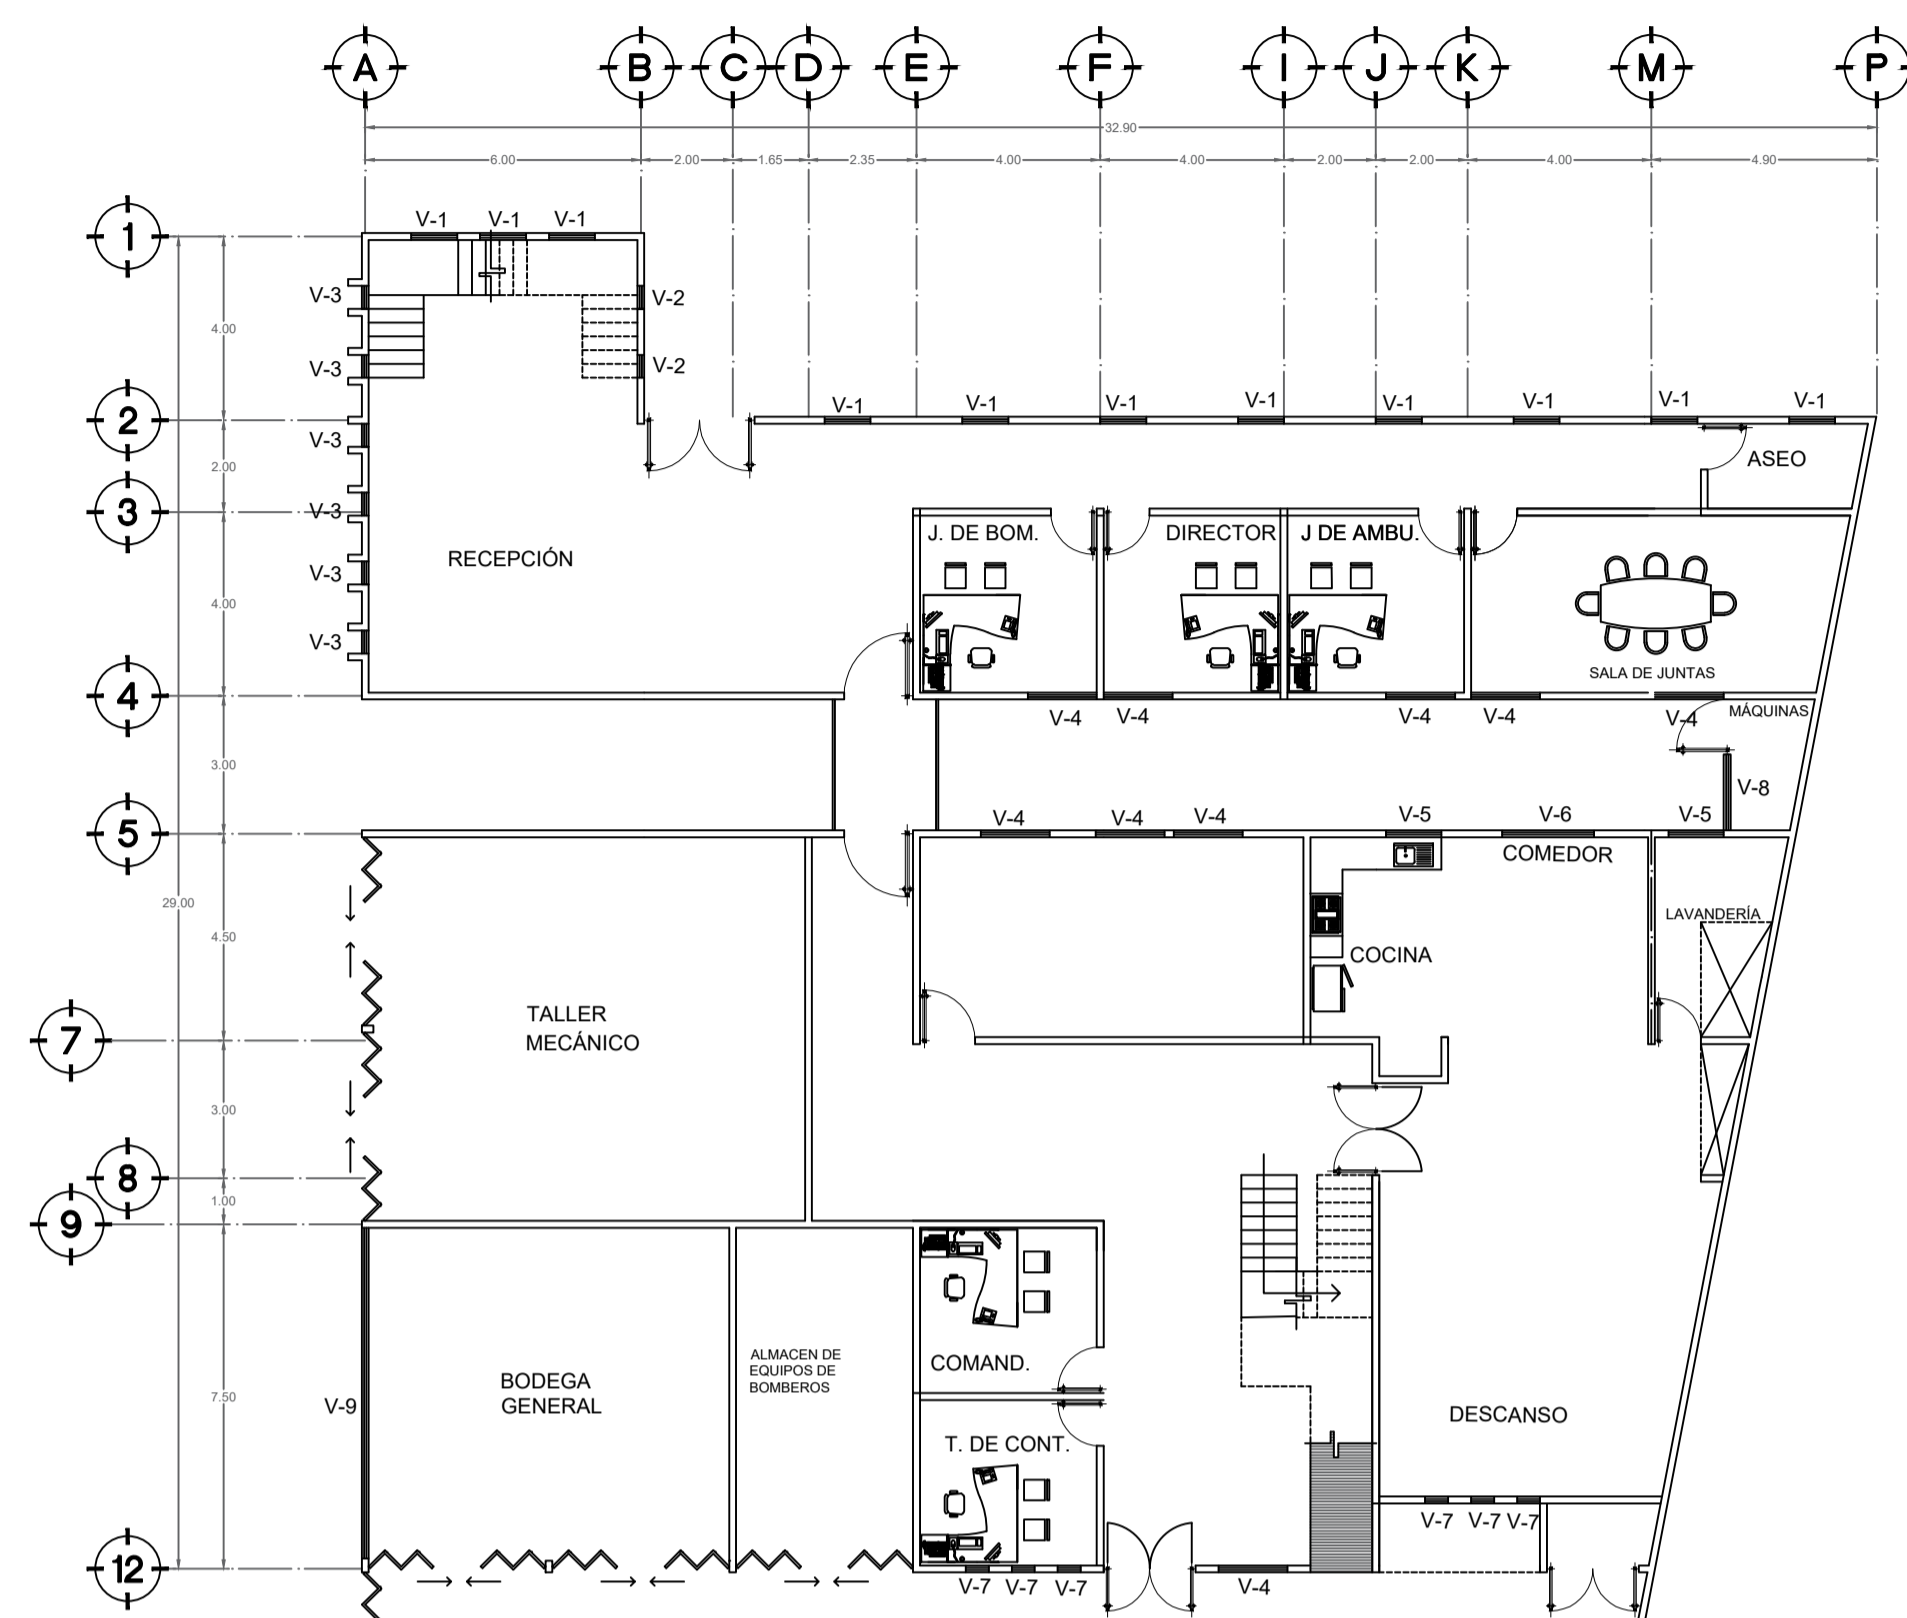 A B C D E F I J K M P
32.90
6.00 2.00 1.65 2.35 4.00 4.00 2.00 2.00 4.00 4.90
1
V-1 V-1 V-1
V-3 V-2
4.00
V-3 V-2
2
V-1 V-1 V-1 V-1 V-1 V-1 V-1 V-1
V-3
2.00
ASEO
3
V-3
J. DE BOM. DIRECTOR J DE AMBU.
RECEPCIÓN
V-3
4.00
V-3
SALA DE JUNTAS
4
V-4 V-4 V-4 V-4 V-4 MÁQUINAS
3.00
V-8
5
V-4 V-4 V-4 V-5 V-6 V-5
COMEDOR
29.00
LAVANDERÍA
4.50
COCINA
TALLER
MECÁNICO
7
3.00
8
1.00
9
ALMACEN DE
EQUIPOS DE
BOMBEROS
COMAND.
BODEGA
GENERAL
7.50
V-9
DESCANSO
T. DE CONT.
V-7 V-7 V-7
12
V-7 V-7 V-7 V-4